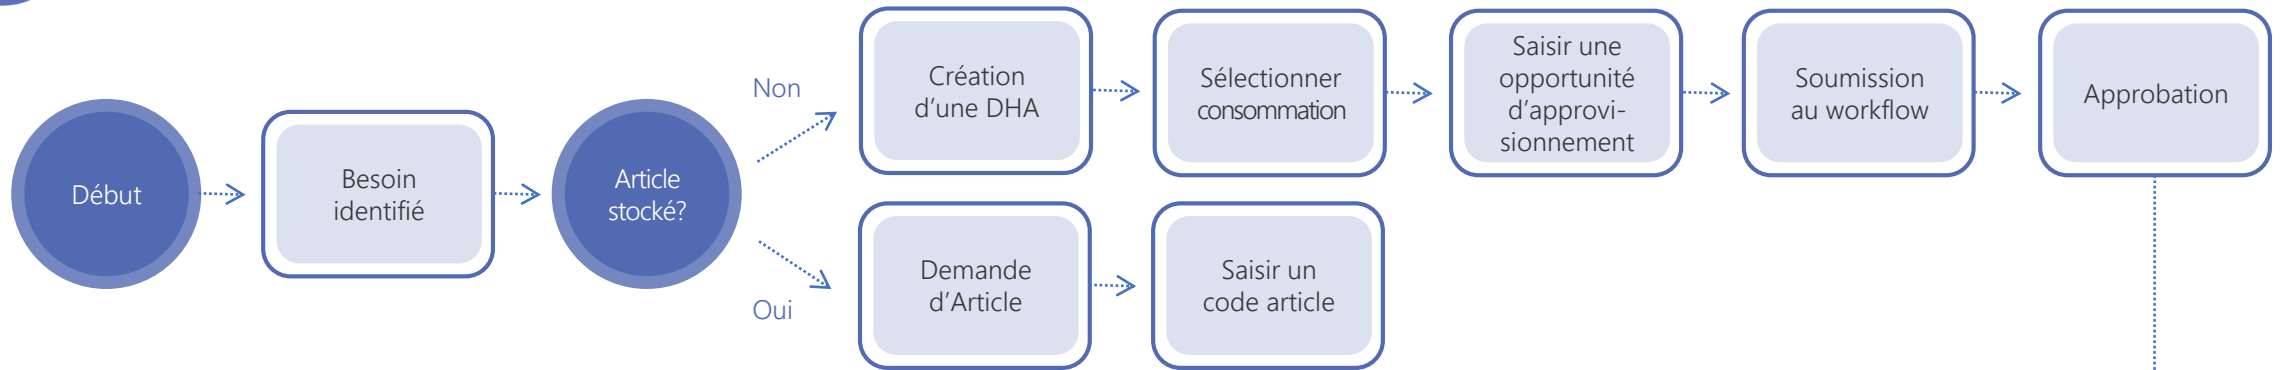 Début
Besoin
identifié
Article
stocké?
Non
Création
d'une DHA
Sélectionner
consommation
Saisir une
opportunité
d'approvi-
sionnement
Soumission
au workflow
Approbation
Oui
Demande
d'Article
Saisir un
code article